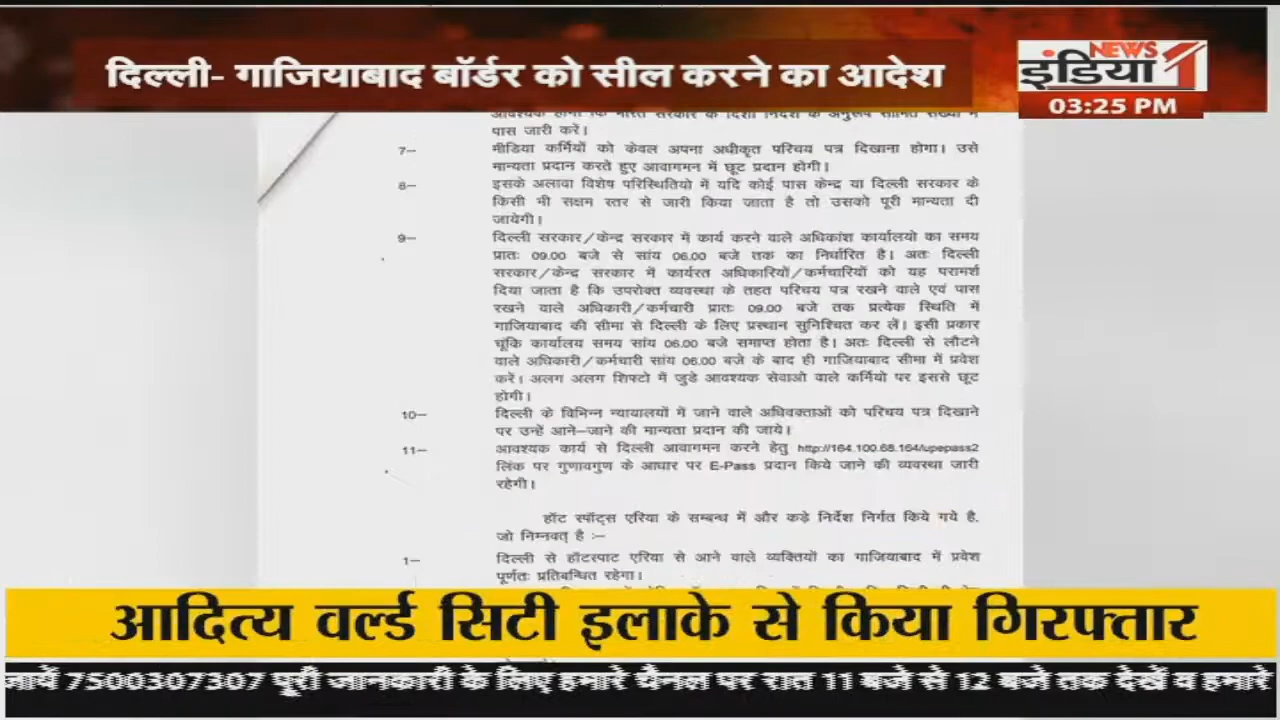 दिल्ली- गाजियाबाद बॉर्डर को सील करने का आदेश
NEWS
इंडिया 1
03:25 PM
आवश्यक होगा कि भारत सरकार के दिशा निर्देश के अनुरूप सीमित संख्या में
पास जारी करें।
7– मीडिया कर्मियों को केवल अपना अधीकृत परिचय पत्र दिखाना होगा। उसे
मान्यता प्रदान करते हुए आवागमन में छूट प्रदान होगी।
8– इसके अलावा विशेष परिस्थितियो में यदि कोई पास केन्द्र या दिल्ली सरकार के
किसी भी सक्षम स्तर से जारी किया जाता है तो उसको पूरी मान्यता दी
जायेगी।
9– दिल्ली सरकार/केन्द्र सरकार में कार्य करने वाले अधिकांश कार्यालयो का समय
प्रातः 09.00 बजे से सांय 06.00 बजे तक का निर्धारित है। अतः दिल्ली
सरकार/केन्द्र सरकार में कार्यरत अधिकारियों/कर्मचारियों को यह परामर्श
दिया जाता है कि उपरोक्त व्यवस्था के तहत परिचय पत्र रखने वाले एवं पास
रखने वाले अधिकारी/कर्मचारी प्रातः 09.00 बजे तक प्रत्येक स्थिति में
गाजियाबाद की सीमा से दिल्ली के लिए प्रस्थान सुनिश्चित कर लें। इसी प्रकार
चूंकि कार्यालय समय सांय 06.00 बजे समाप्त होता है। अतः दिल्ली से लौटने
वाले अधिकारी/कर्मचारी सांय 06.00 बजे के बाद ही गाजियाबाद सीमा में प्रवेश
करें। अलग अलग शिफ्टो में जुडे आवश्यक सेवाओ वाले कर्मियो पर इससे छूट
होगी।
10– दिल्ली के विभिन्न न्यायालयों में जाने वाले अधिवक्ताओं को परिचय पत्र दिखाने
पर उन्हें आने–जाने की मान्यता प्रदान की जाये।
11– आवश्यक कार्य से दिल्ली आवागमन करने हेतु http://164.100.68.164/upepass2
लिंक पर गुणावगुण के आधार पर E-Pass प्रदान किये जाने की व्यवस्था जारी
रहेगी।
हॉट स्पॉट्स एरिया के सम्बन्ध में और कड़े निर्देश निर्गत किये गये है,
जो निम्नवत् है :–
1– दिल्ली से हॉटस्पाट एरिया से आने वाले व्यक्तियों का गाजियाबाद में प्रवेश
पूर्णतः प्रतिबन्धित रहेगा।
आदित्य वर्ल्ड सिटी इलाके से किया गिरफ्तार
जायें 7500307307 पूरी जानकारी के लिए हमारे चैनल पर रात 11 बजे से 12 बजे तक देखें व हमारे